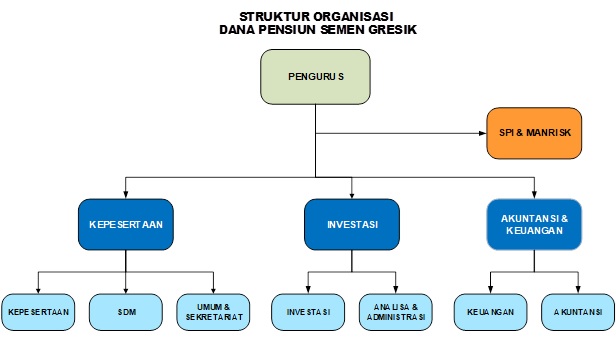 STRUKTUR ORGANISASI
DANA PENSIUN SEMEN GRESIK
PENGURUS
SPI & MANRISK
KEPESERTAAN
INVESTASI
AKUNTANSI &
KEUANGAN
KEPESERTAAN
SDM
UMUM &
SEKRETARIAT
INVESTASI
ANALISA &
ADMINISTRASI
KEUANGAN
AKUNTANSI